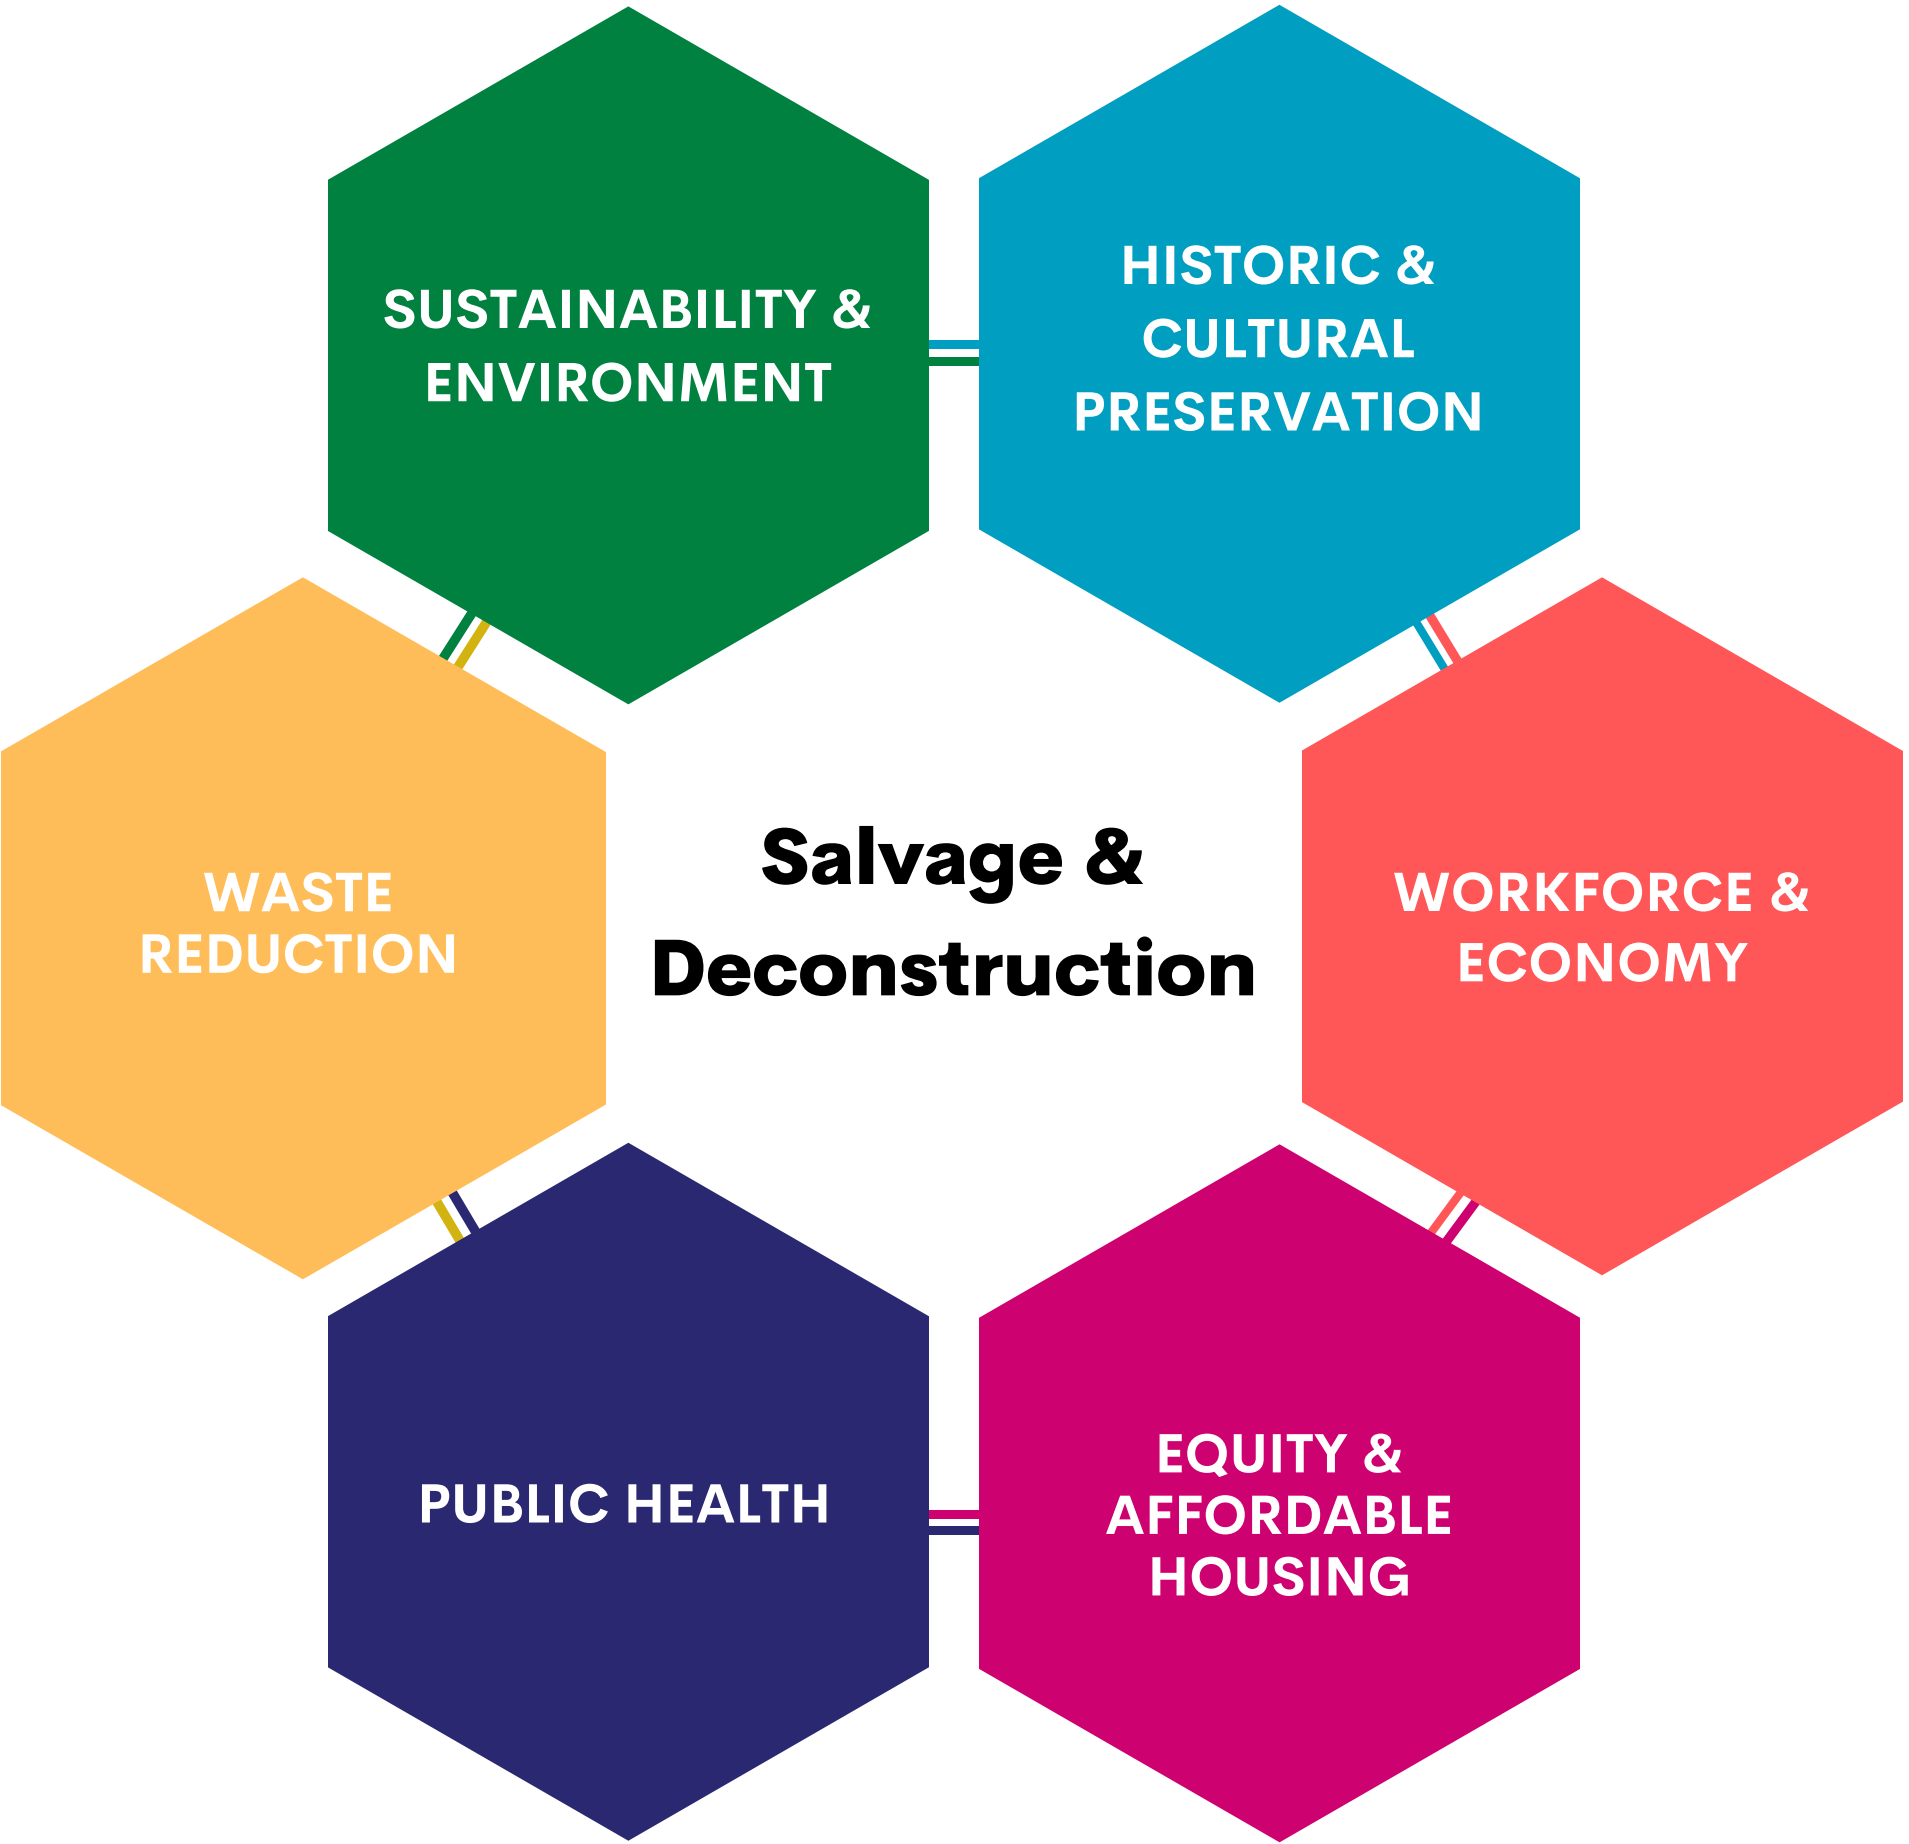 SUSTAINABILITY &
ENVIRONMENT
HISTORIC &
CULTURAL
PRESERVATION
WASTE
REDUCTION
Salvage &
Deconstruction
WORKFORCE &
ECONOMY
PUBLIC HEALTH
EQUITY &
AFFORDABLE
HOUSING